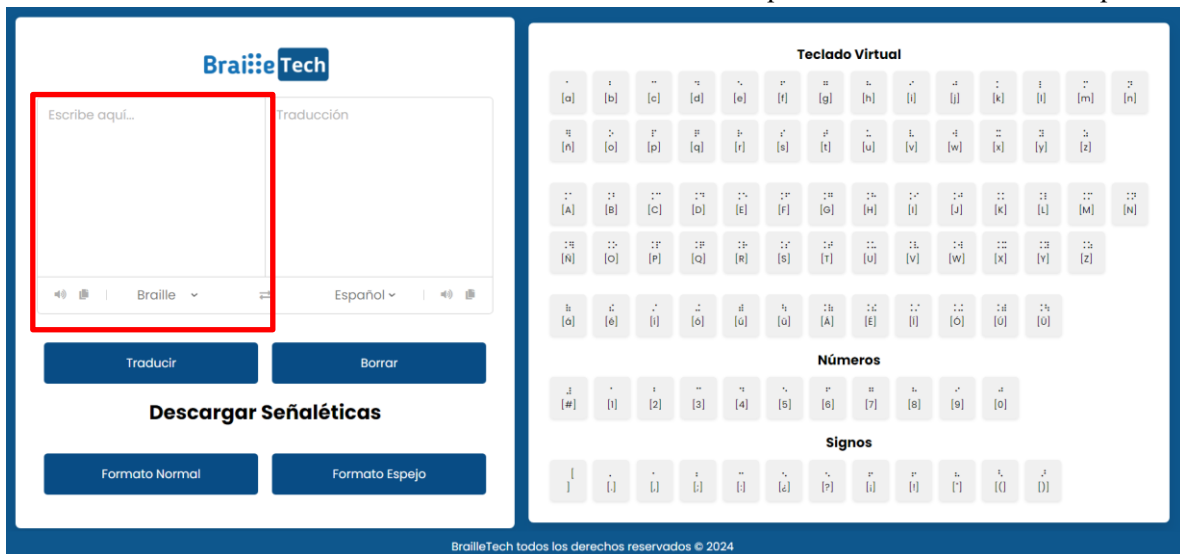 BrailleTech
Escribe aquí...
Traducción
Braille
Español
Traducir
Borrar
Descargar Señaléticas
Formato Normal
Formato Espejo
Teclado Virtual
[a] [b] [c] [d] [e] [f] [g] [h] [i] [j] [k] [l] [m] [n]
[ñ] [o] [p] [q] [r] [s] [t] [u] [v] [w] [x] [y] [z]
[A] [B] [C] [D] [E] [F] [G] [H] [I] [J] [K] [L] [M] [N]
[Ñ] [O] [P] [Q] [R] [S] [T] [U] [V] [W] [X] [Y] [Z]
[á] [é] [í] [ó] [ú] [ü] [Á] [É] [Í] [Ó] [Ú] [Ü]
Números
[#] [1] [2] [3] [4] [5] [6] [7] [8] [9] [0]
Signos
[ ] [.] [,] [;] [:] [¿] [?] [¡] [!] ["] [(] [)]
BrailleTech todos los derechos reservados © 2024